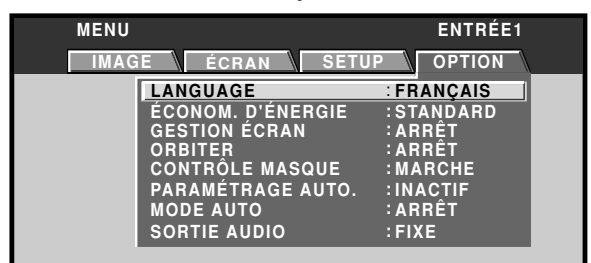 MENU ENTRÉE1
IMAGE ÉCRAN SETUP OPTION
LANGUAGE : FRANÇAIS
ÉCONOM. D'ÉNERGIE : STANDARD
GESTION ÉCRAN : ARRÊT
ORBITER : ARRÊT
CONTRÔLE MASQUE : MARCHE
PARAMÉTRAGE AUTO. : INACTIF
MODE AUTO : ARRÊT
SORTIE AUDIO : FIXE